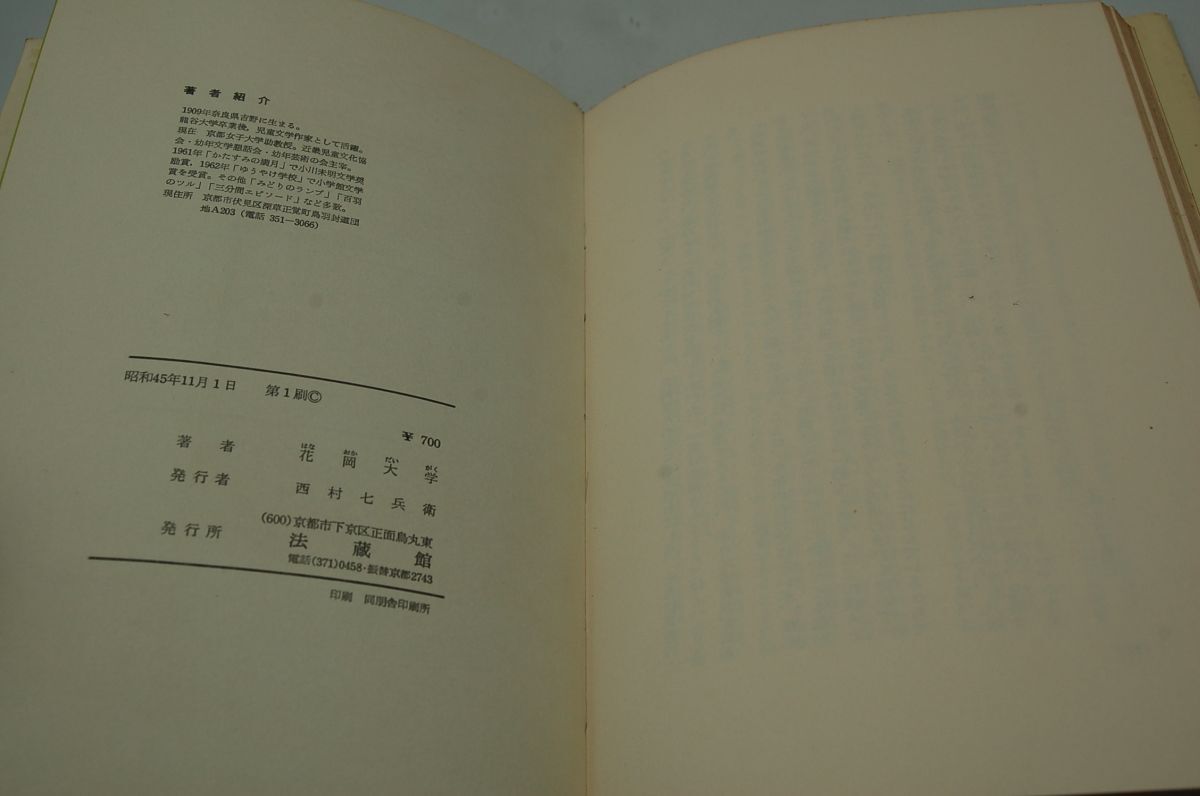 著者紹介
1909年奈良県吉野に生まる。
龍谷大学卒業後，児童文学作家として活躍。
現在　京都女子大学助教授。近畿児童文化協
会・幼年文学懇話会・幼年芸術の会主宰。
1961年「かたすみの満月」で小川未明文学奨
励賞，1962年「ゆうやけ学校」で小学館文学
賞を受賞。その他「みどりのランプ」「百羽
のツル」「三分間エピソード」など多数。
現住所　京都市伏見区深草正覚町鳥羽封道団
地A203（電話 351—3066）
昭和45年11月1日　第1刷©
¥ 700
著者　花岡大学
はな　おか　だい　がく
発行者　西村七兵衛
(600)京都市下京区正面烏丸東
発行所　法蔵館
電話(371)0458・振替京都2743
印刷　同朋舎印刷所